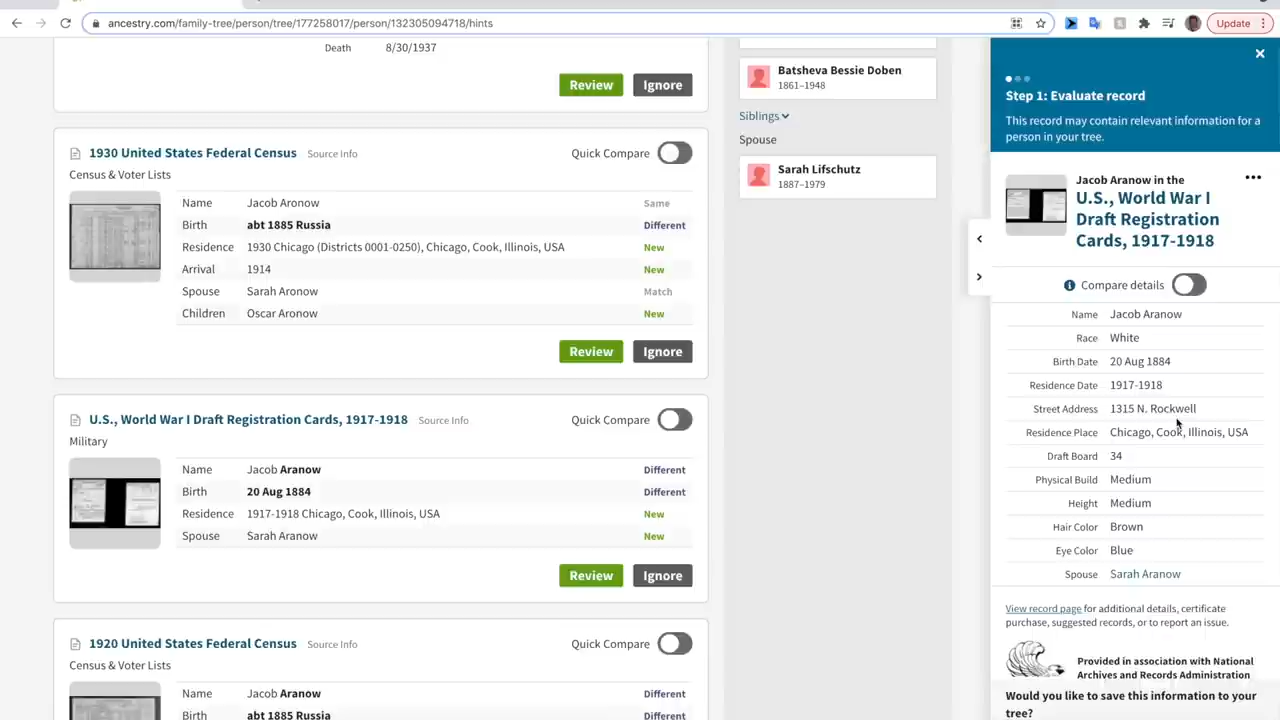 ancestry.com/family-tree/person/tree/177258017/person/132305094718/hints
Update
Death 8/30/1937
Review Ignore
1930 United States Federal Census Source Info Quick Compare
Census & Voter Lists
Name Jacob Aronow Same
Birth abt 1885 Russia Different
Residence 1930 Chicago (Districts 0001-0250), Chicago, Cook, Illinois, USA New
Arrival 1914 New
Spouse Sarah Aronow Match
Children Oscar Aronow New
Review Ignore
U.S., World War I Draft Registration Cards, 1917-1918 Source Info Quick Compare
Military
Name Jacob Aranow Different
Birth 20 Aug 1884 Different
Residence 1917-1918 Chicago, Cook, Illinois, USA New
Spouse Sarah Aranow New
Review Ignore
1920 United States Federal Census Source Info Quick Compare
Census & Voter Lists
Name Jacob Aranow Different
Birth abt 1885 Russia Different
Batsheva Bessie Doben
1861–1948
Siblings
Spouse
Sarah Lifschutz
1887–1979
Step 1: Evaluate record
This record may contain relevant information for a
person in your tree.
Jacob Aranow in the
U.S., World War I
Draft Registration
Cards, 1917-1918
Compare details
Name Jacob Aranow
Race White
Birth Date 20 Aug 1884
Residence Date 1917-1918
Street Address 1315 N. Rockwell
Residence Place Chicago, Cook, Illinois, USA
Draft Board 34
Physical Build Medium
Height Medium
Hair Color Brown
Eye Color Blue
Spouse Sarah Aranow
View record page for additional details, certificate
purchase, suggested records, or to report an issue.
Provided in association with National
Archives and Records Administration
Would you like to save this information to your
tree?